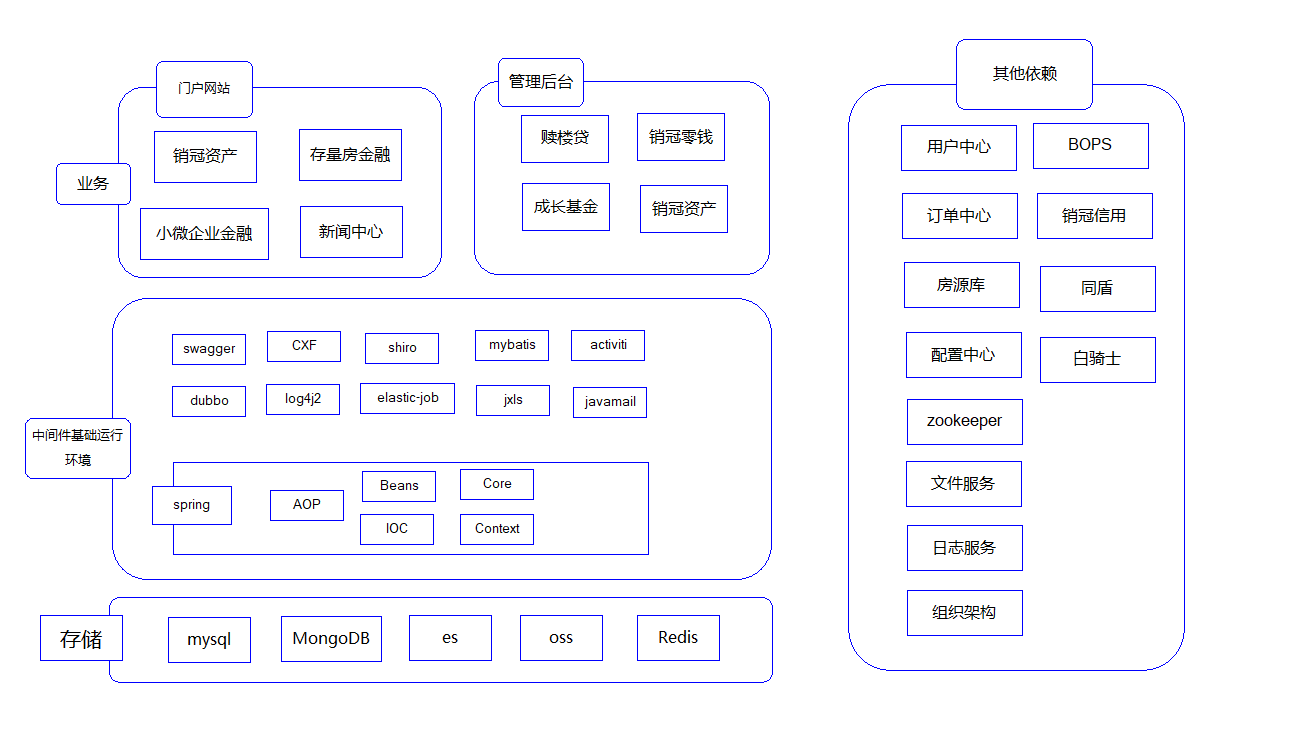 门户网站
业务
销冠资产
存量房金融
小微企业金融
新闻中心
管理后台
赎楼贷
销冠零钱
成长基金
销冠资产
中间件基础运行
环境
swagger
CXF
shiro
mybatis
activiti
dubbo
log4j2
elastic-job
jxls
javamail
spring
AOP
Beans
Core
IOC
Context
存储
mysql
MongoDB
es
oss
Redis
其他依赖
用户中心
BOPS
订单中心
销冠信用
房源库
同盾
配置中心
白骑士
zookeeper
文件服务
日志服务
组织架构